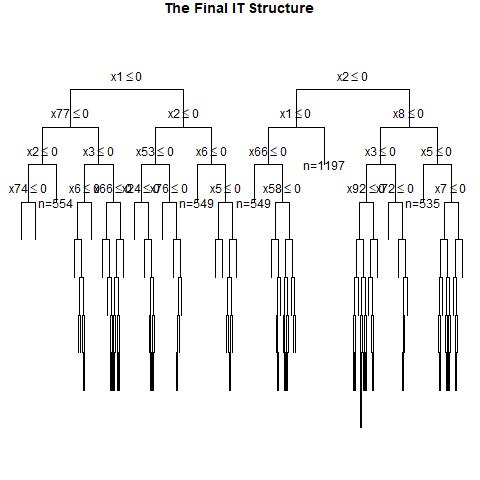 The Final IT Structure
x1 ≤ 0 x2 ≤ 0
x77 ≤ 0 x2 ≤ 0 x1 ≤ 0 x8 ≤ 0
x2 ≤ 0 x3 ≤ 0 x53 ≤ 0 x6 ≤ 0 x66 ≤ 0 x3 ≤ 0 x5 ≤ 0
n=1197
x74 ≤ 0 x6 ≤ 0 x66 ≤ 0 x24 ≤ 0 x76 ≤ 0 x5 ≤ 0 x58 ≤ 0 x92 ≤ 0 x72 ≤ 0 x7 ≤ 0
n=554 n=549 n=549 n=535